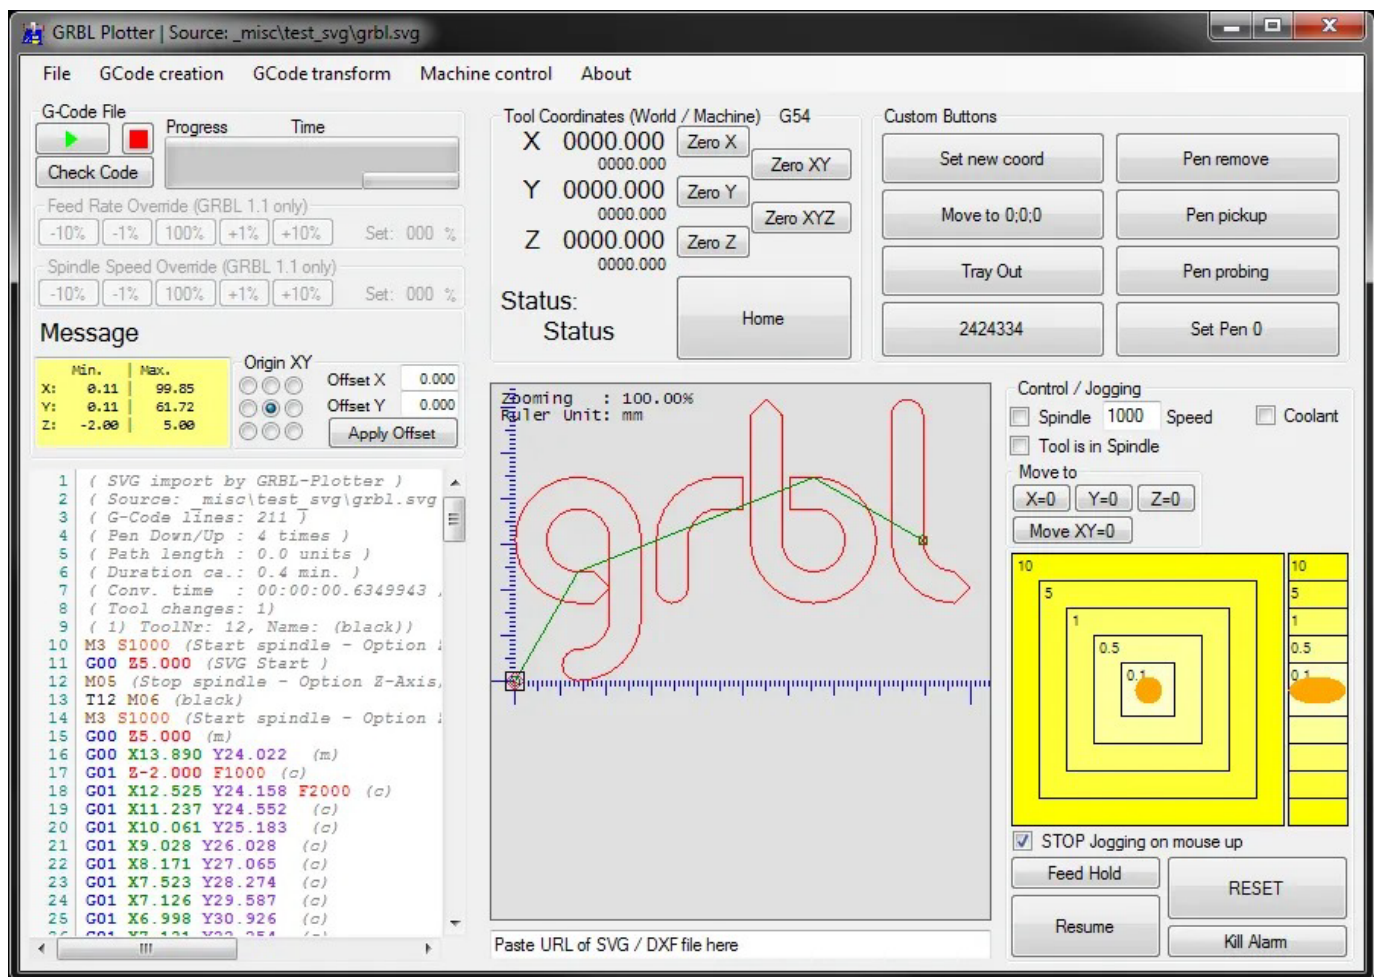 GRBL Plotter | Source: _misc\test_svg\grbl.svg
File GCode creation GCode transform Machine control About
G-Code File
Progress Time
Check Code
Feed Rate Override (GRBL 1.1 only)
-10% -1% 100% +1% +10% Set: 000 %
Spindle Speed Override (GRBL 1.1 only)
-10% -1% 100% +1% +10% Set: 000 %
Message
Min. | Max.
X: 0.11 | 99.85
Y: 0.11 | 61.72
Z: -2.00 | 5.00
Origin XY
Offset X 0.000
Offset Y 0.000
Apply Offset
1 ( SVG import by GRBL-Plotter )
2 ( Source: _misc\test_svg\grbl.svg
3 ( G-Code lines: 211 )
4 ( Pen Down/Up : 4 times )
5 ( Path length : 0.0 units )
6 ( Duration ca.: 0.4 min. )
7 ( Conv. time : 00:00:00.6349943
8 ( Tool changes: 1)
9 ( 1) ToolNr: 12, Name: (black))
10 M3 S1000 (Start spindle - Option
11 G00 Z5.000 (SVG Start )
12 M05 (Stop spindle - Option Z-Axis,
13 T12 M06 (black)
14 M3 S1000 (Start spindle - Option
15 G00 Z5.000 (m)
16 G00 X13.890 Y24.022 (m)
17 G01 Z-2.000 F1000 (c)
18 G01 X12.525 Y24.158 F2000 (c)
19 G01 X11.237 Y24.552 (c)
20 G01 X10.061 Y25.183 (c)
21 G01 X9.028 Y26.028 (c)
22 G01 X8.171 Y27.065 (c)
23 G01 X7.523 Y28.274 (c)
24 G01 X7.126 Y29.587 (c)
25 G01 X6.998 Y30.926 (c)
Tool Coordinates (World / Machine) G54
X 0000.000 Zero X
0000.000 Zero XY
Y 0000.000 Zero Y
0000.000 Zero XYZ
Z 0000.000 Zero Z
0000.000
Status:
Status
Home
Custom Buttons
Set new coord Pen remove
Move to 0;0;0 Pen pickup
Tray Out Pen probing
2424334 Set Pen 0
Zooming : 100.00%
Ruler Unit: mm
grbl
Paste URL of SVG / DXF file here
Control / Jogging
Spindle 1000 Speed Coolant
Tool is in Spindle
Move to
X=0 Y=0 Z=0
Move XY=0
10 10
5 5
1 1
0.5 0.5
0.1 0.1
STOP Jogging on mouse up
Feed Hold
RESET
Resume
Kill Alarm